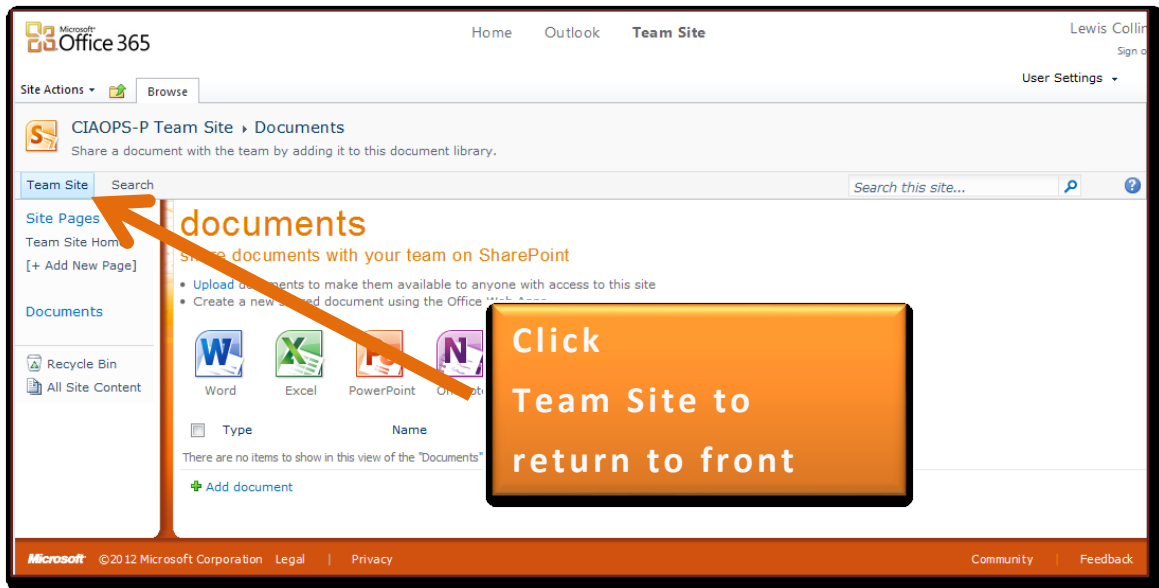 Microsoft
Office 365
Home Outlook Team Site
Lewis Collin
Sign o
User Settings
Site Actions Browse
CIAOPS-P Team Site Documents
Share a document with the team by adding it to this document library.
Team Site Search
Search this site...
Site Pages
Team Site Home
[+ Add New Page]
Documents
Recycle Bin
All Site Content
documents
share documents with your team on SharePoint
Upload documents to make them available to anyone with access to this site
Create a new shared document using the Office Web Apps
Word Excel PowerPoint OneNote
Type Name
There are no items to show in this view of the "Documents"
Add document
Click
Team Site to
return to front
Microsoft ©2012 Microsoft Corporation Legal | Privacy
Community | Feedback